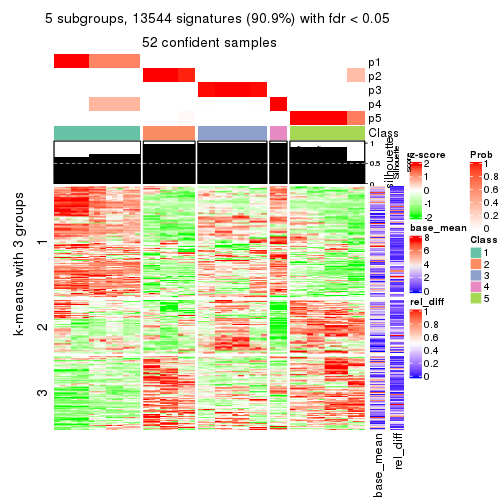 5 subgroups, 13544 signatures (90.9%) with fdr < 0.05
52 confident samples
p1
p2
p3
p4
p5
Class
1
0.5
0
silhouettes
Silhouette
score
k-means with 3 groups
1
2
3
base_mean
rel_diff
z-score
2
1
0
-1
-2
base_mean
8
6
4
2
0
rel_diff
1
0.8
0.6
0.4
0.2
0
Prob
1
0.8
0.6
0.4
0.2
0
Class
1
2
3
4
5